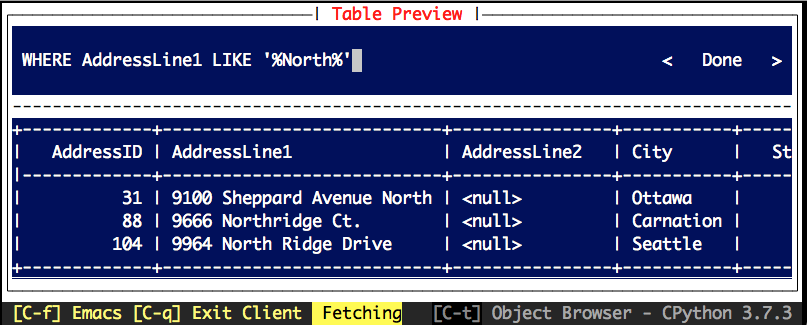 Table Preview
WHERE AddressLine1 LIKE '%North%' < Done >
AddressID | AddressLine1 | AddressLine2 | City | St
31 | 9100 Sheppard Avenue North | <null> | Ottawa |
88 | 9666 Northridge Ct. | <null> | Carnation |
104 | 9964 North Ridge Drive | <null> | Seattle |
[C-f] Emacs [C-q] Exit Client Fetching [C-t] Object Browser - CPython 3.7.3